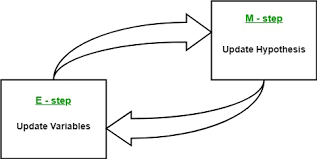 M - step
Update Hypothesis
E - step
Update Variables